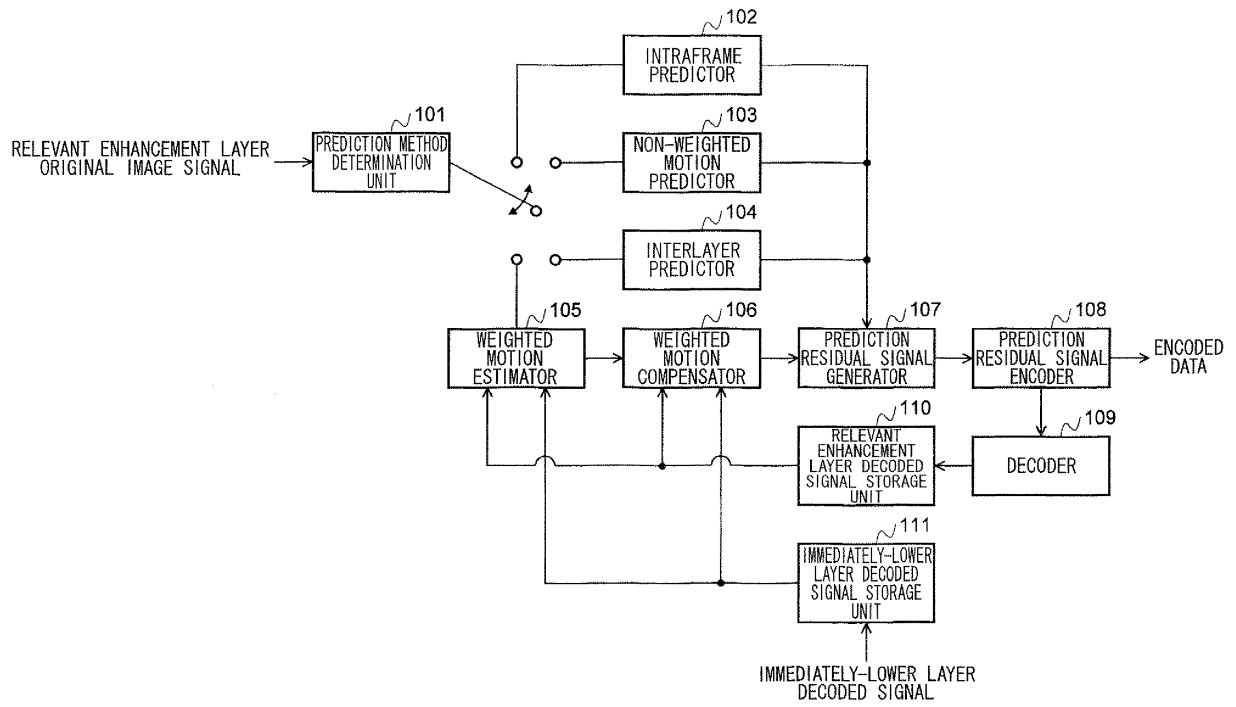 102
INTRAFRAME
PREDICTOR
101
RELEVANT ENHANCEMENT LAYER
ORIGINAL IMAGE SIGNAL
PREDICTION METHOD
DETERMINATION
UNIT
103
NON-WEIGHTED
MOTION
PREDICTOR
104
INTERLAYER
PREDICTOR
105
WEIGHTED
MOTION
ESTIMATOR
106
WEIGHTED
MOTION
COMPENSATOR
107
PREDICTION
RESIDUAL SIGNAL
GENERATOR
108
PREDICTION
RESIDUAL SIGNAL
ENCODER
ENCODED
DATA
110
RELEVANT
ENHANCEMENT
LAYER DECODED
SIGNAL STORAGE
UNIT
109
DECODER
111
IMMEDIATELY-LOWER
LAYER DECODED
SIGNAL STORAGE
UNIT
IMMEDIATELY-LOWER LAYER
DECODED SIGNAL